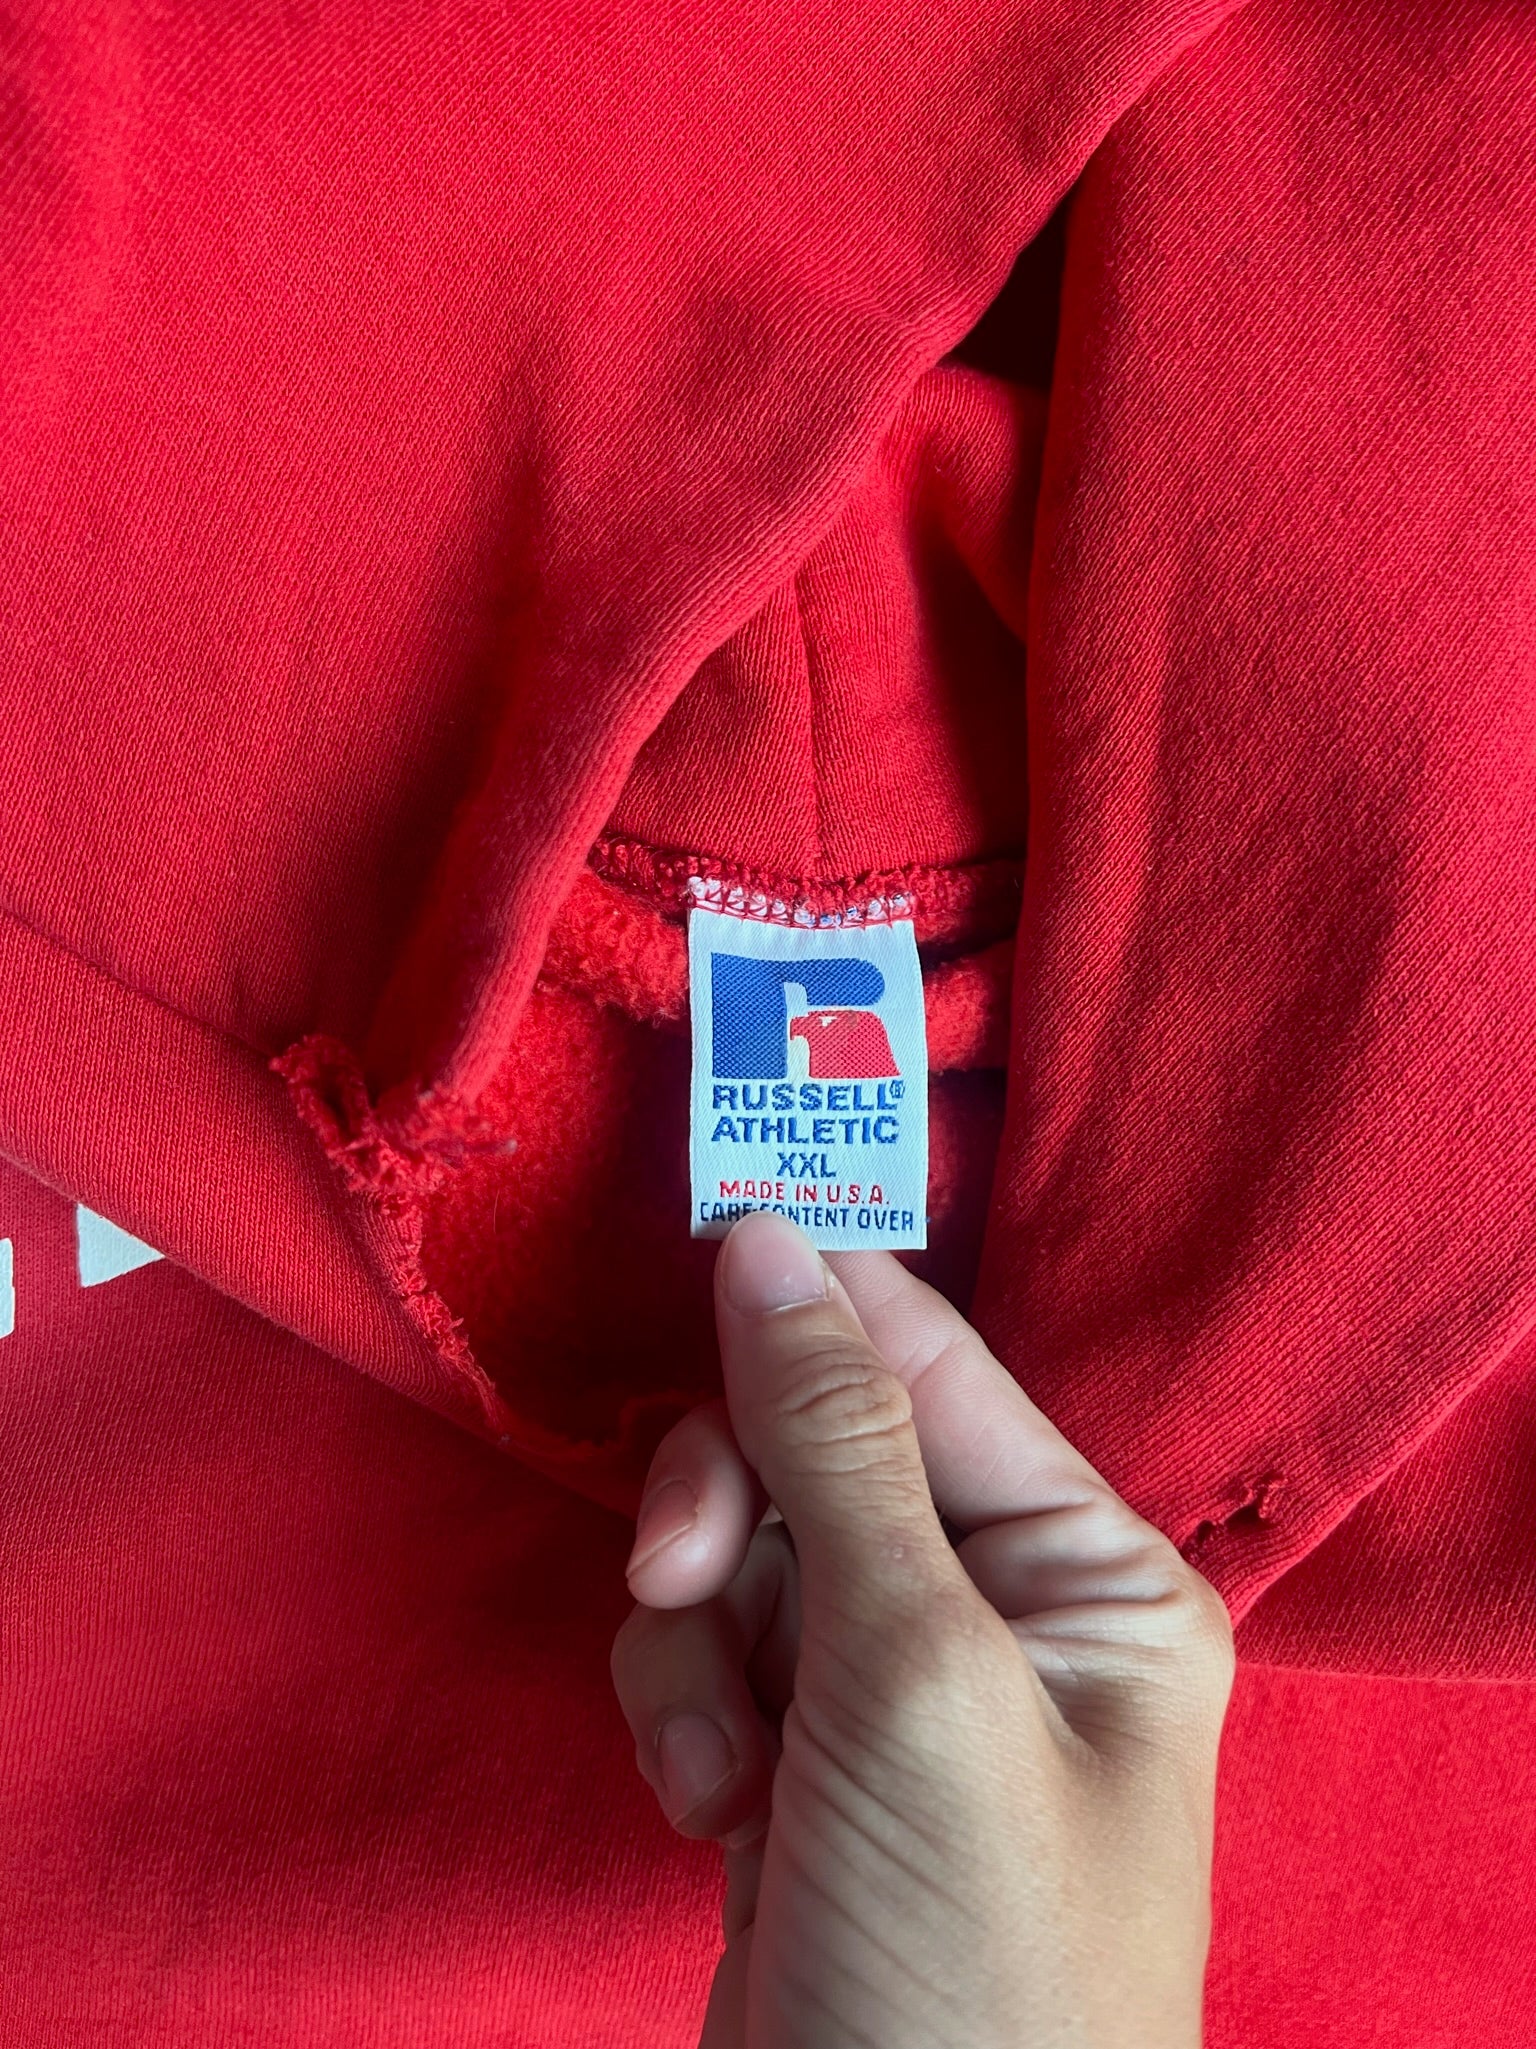 RUSSELL®
ATHLETIC
XXL
MADE IN U.S.A.
CARE-CONTENT OVER